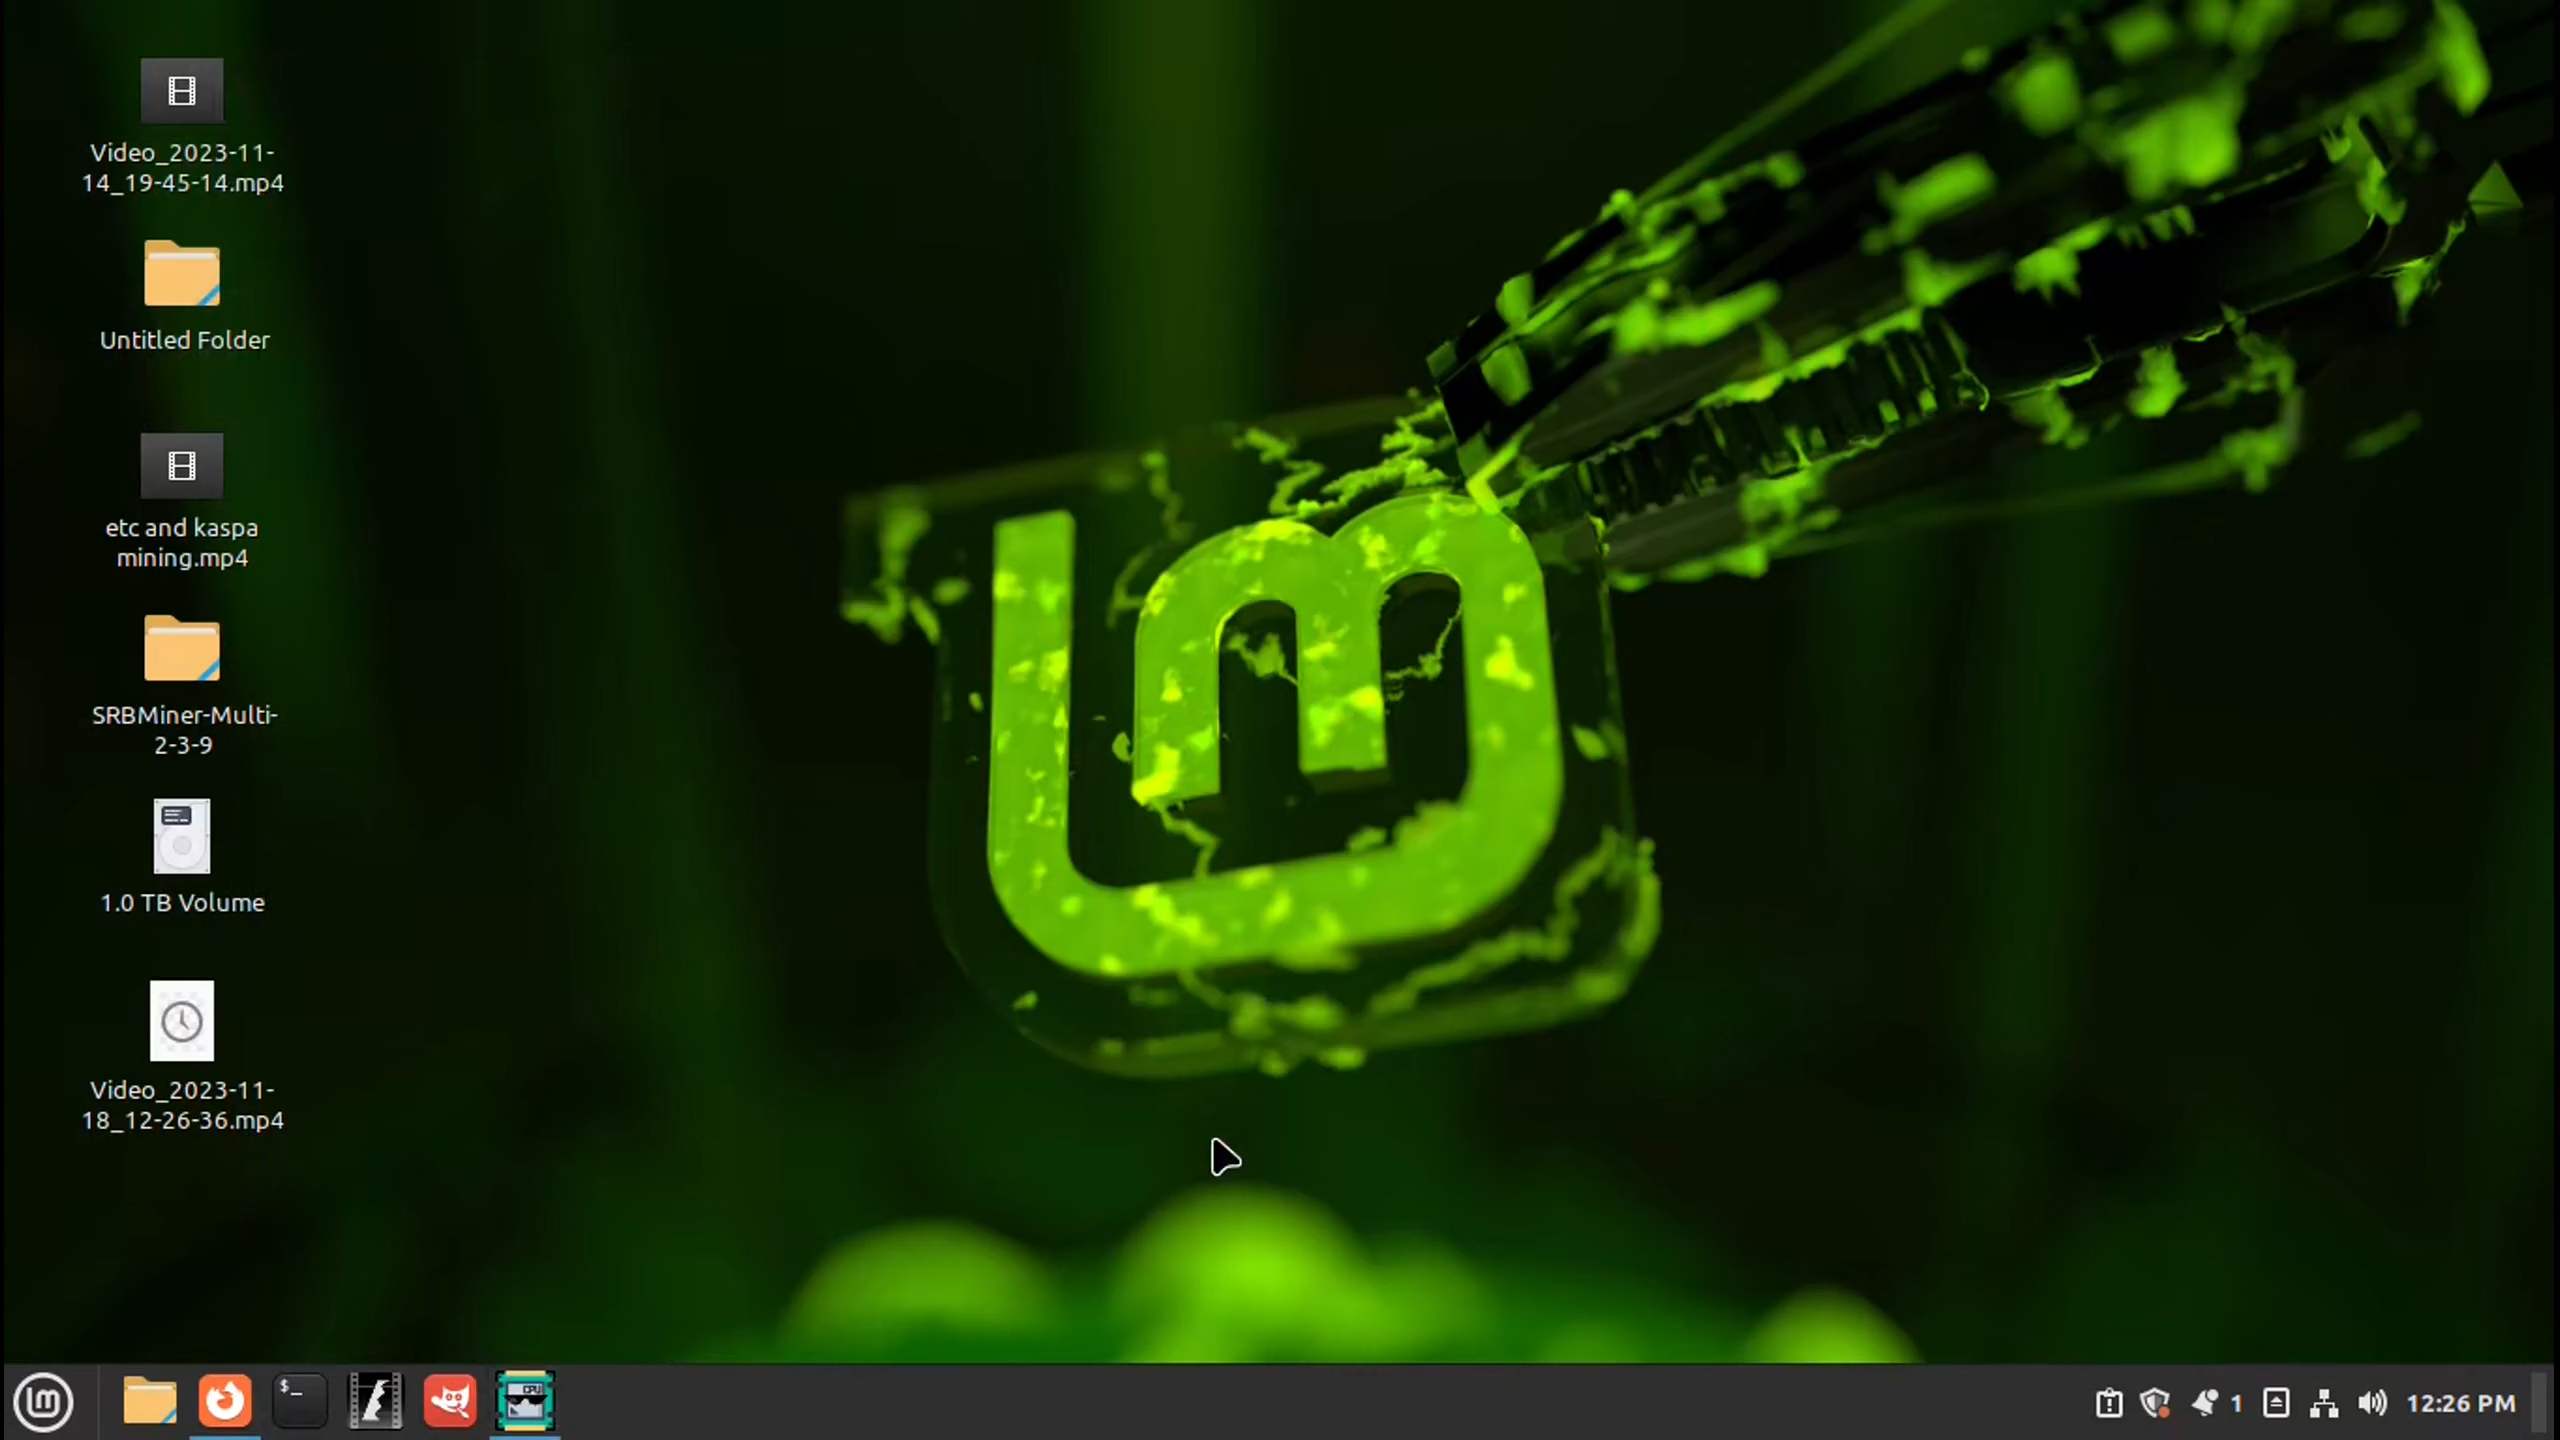 Video_2023-11-
14_19-45-14.mp4
Untitled Folder
etc and kaspa
mining.mp4
SRBMiner-Multi-
2-3-9
1.0 TB Volume
Video_2023-11-
18_12-26-36.mp4
$_
CPU
1
12:26 PM